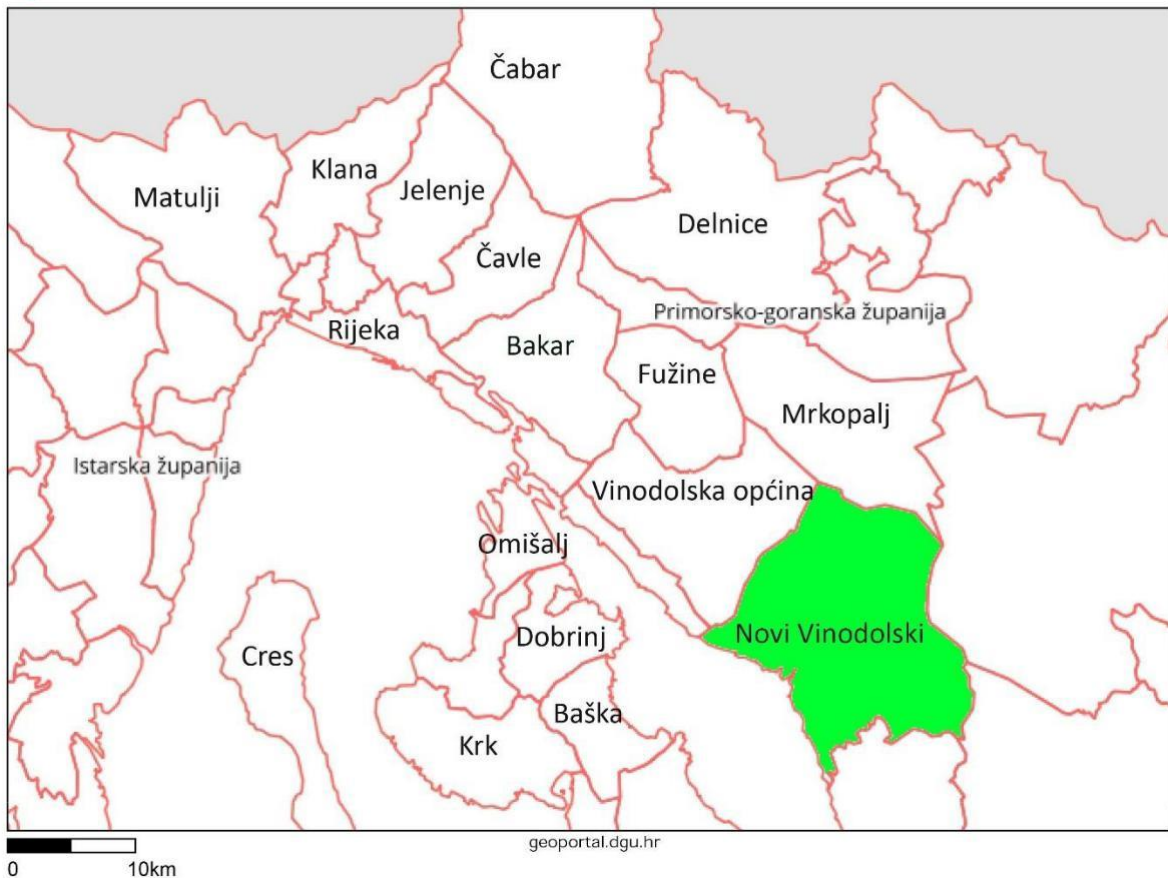 Čabar
Klana
Jelenje
Matulji
Delnice
Čavle
Primorsko-goranska županija
Rijeka
Bakar
Fužine
Mrkopalj
Istarska županija
Vinodolska općina
Omišalj
Novi Vinodolski
Dobrinj
Cres
Baška
Krk
geoportal.dgu.hr
0 10km